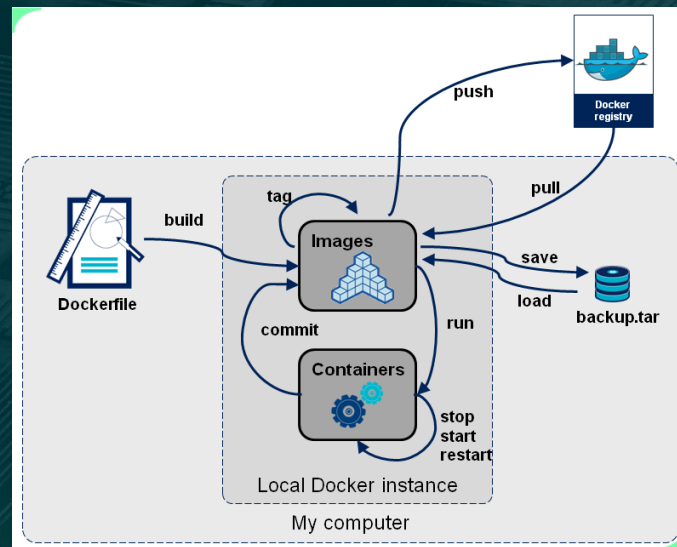 push
Docker
registry
pull
tag
build
Images
save
Dockerfile
load
backup.tar
commit
run
Containers
stop
start
restart
Local Docker instance
My computer